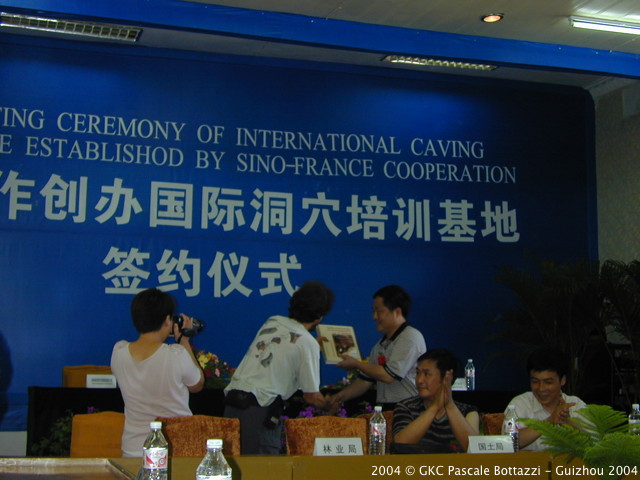 TING CEREMONY OF INTERNATIONAL CAVING
E ESTABLISHOD BY SINO-FRANCE COOPERATION
作创办国际洞穴培训基地
签约仪式
林业局
国土局
2004 © GKC Pascale Bottazzi - Guizhou 2004